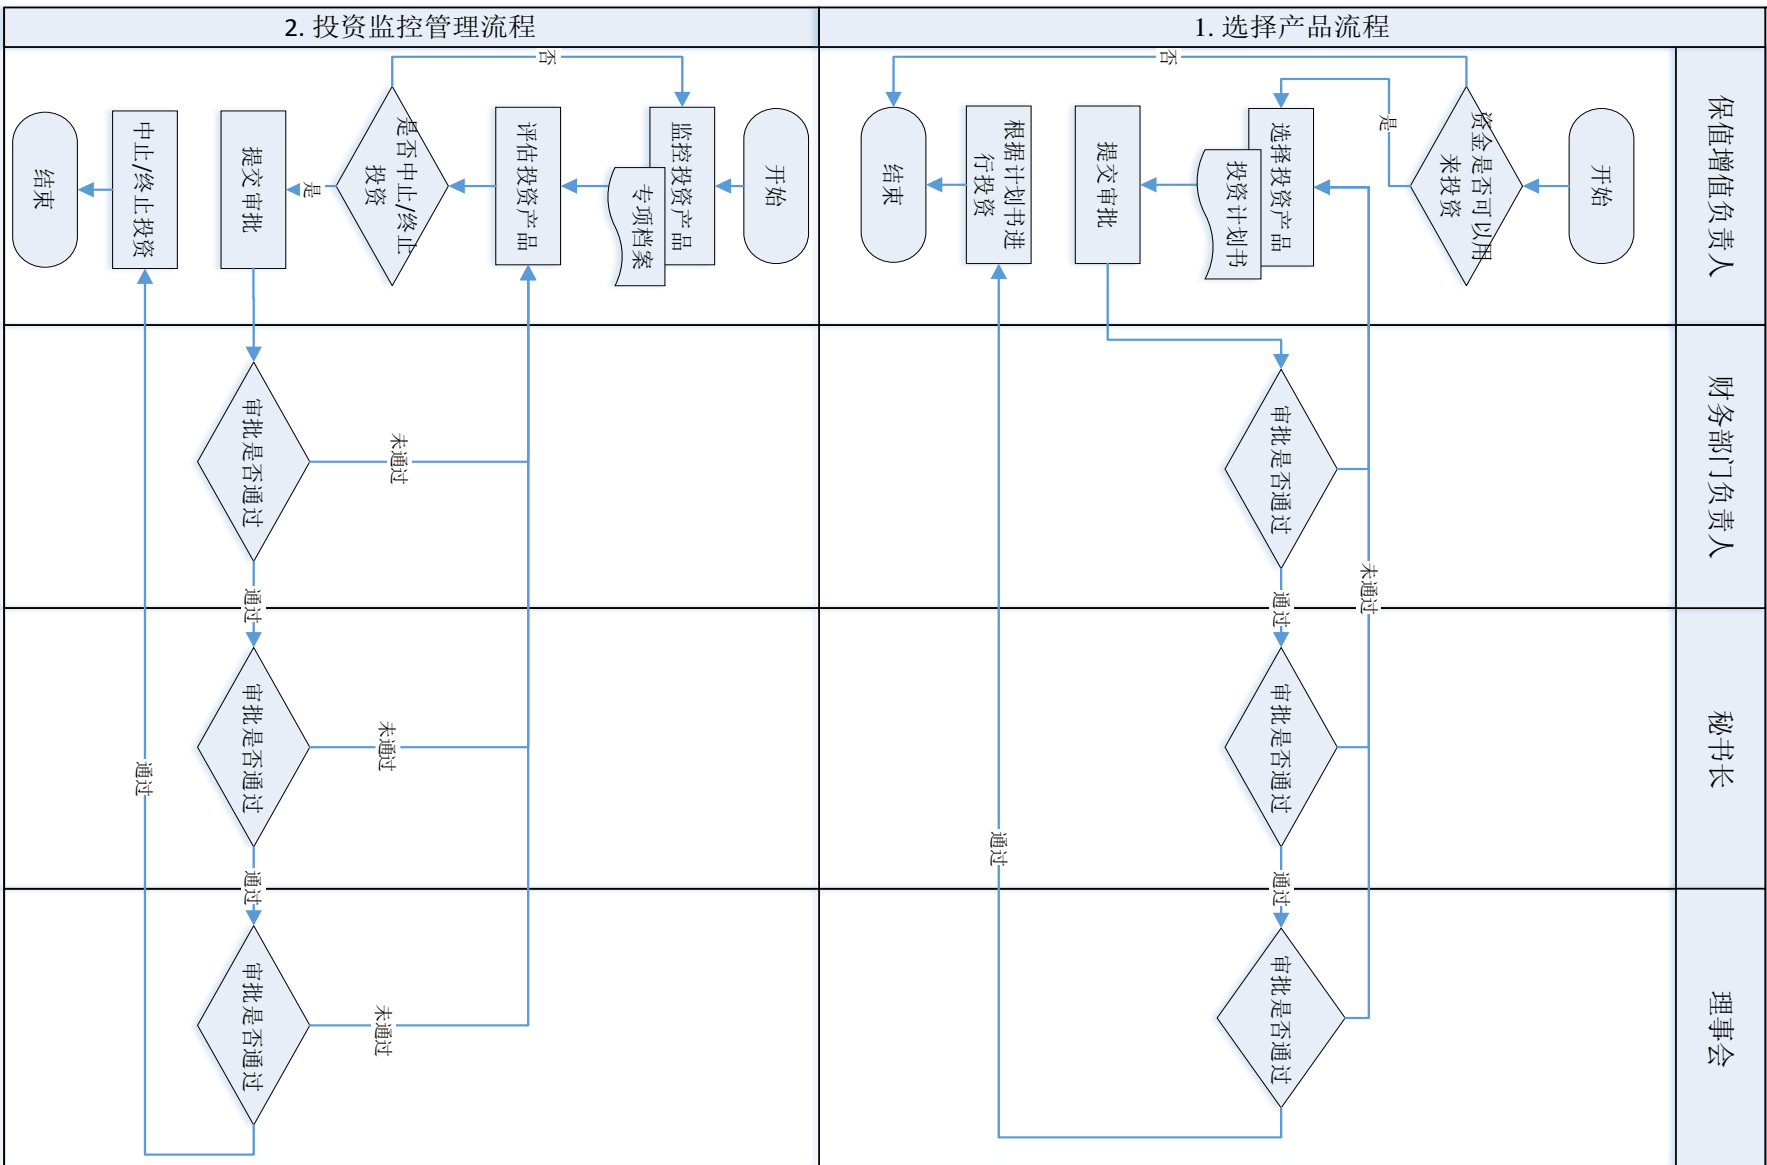 1. 选择产品流程
2. 投资监控管理流程
保值增值负责人
财务部门负责人
秘书长
理事会
开始
资金是否可以用
来投资
是
否
选择投资产品
投资计划书
提交审批
根据计划书进
行投资
结束
审批是否通过
通过
未通过
审批是否通过
通过
审批是否通过
通过
开始
监控投资产品
专项档案
评估投资产品
是否中止/终止
投资
否
是
提交审批
中止/终止投资
结束
审批是否通过
未通过
通过
审批是否通过
未通过
通过
审批是否通过
未通过
通过